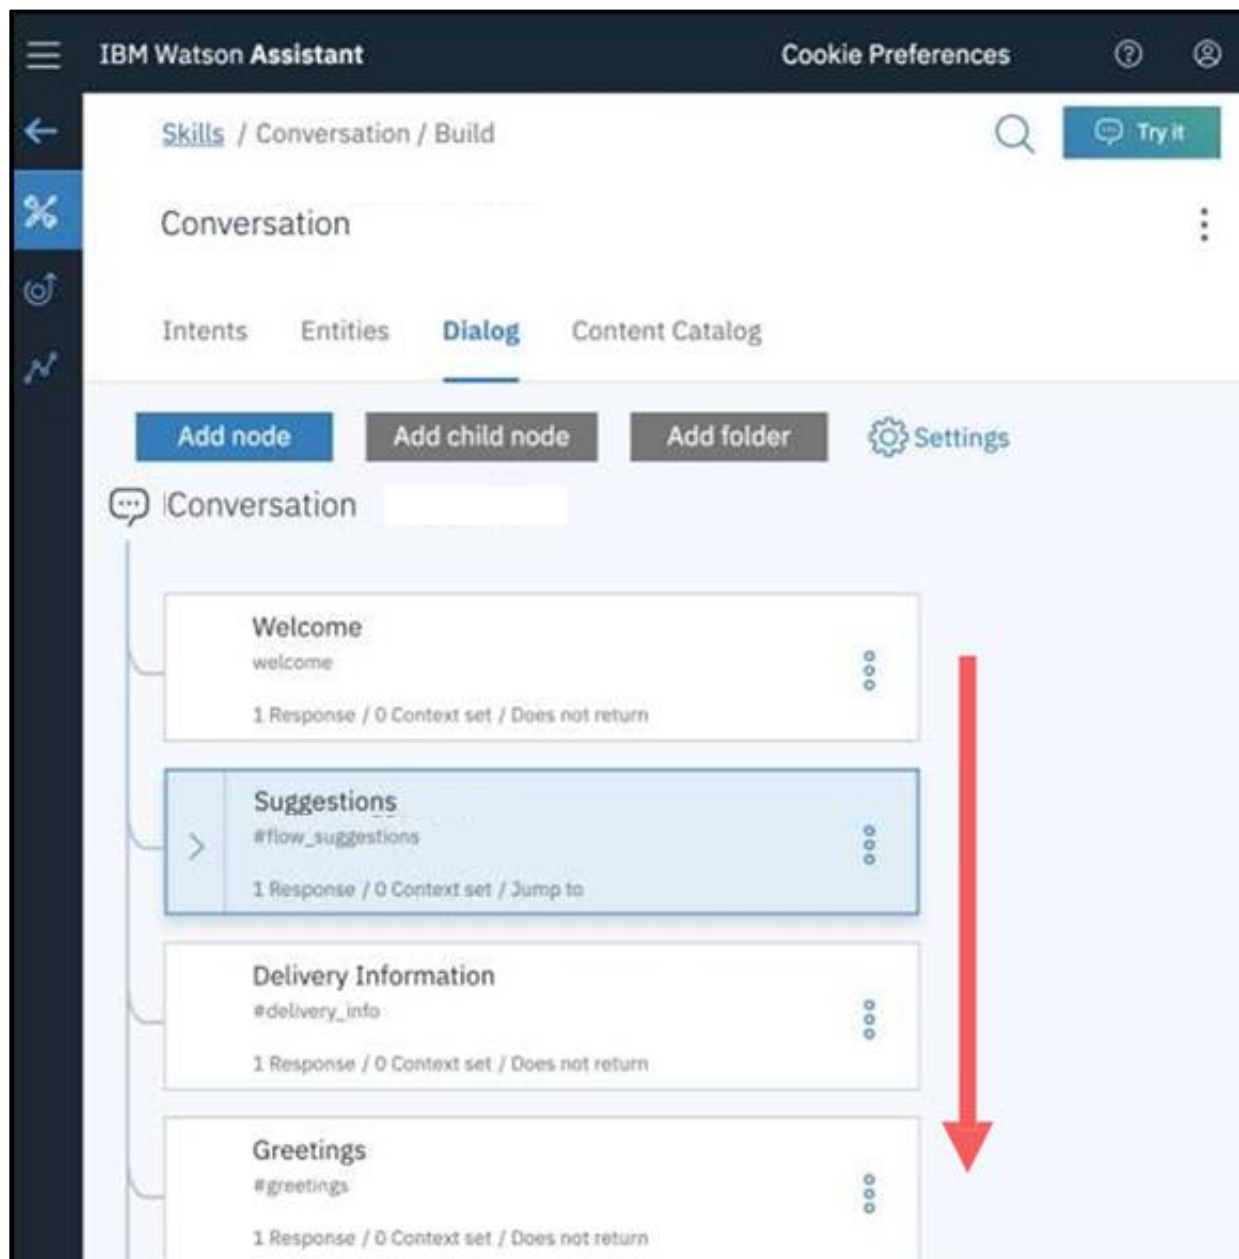 IBM Watson Assistant Cookie Preferences
Skills / Conversation / Build Try it
Conversation
Intents Entities Dialog Content Catalog
Add node Add child node Add folder Settings
Conversation
Welcome
welcome
1 Response / 0 Context set / Does not return
Suggestions
#flow_suggestions
1 Response / 0 Context set / Jump to
Delivery Information
#delivery_info
1 Response / 0 Context set / Does not return
Greetings
#greetings
1 Response / 0 Context set / Does not return